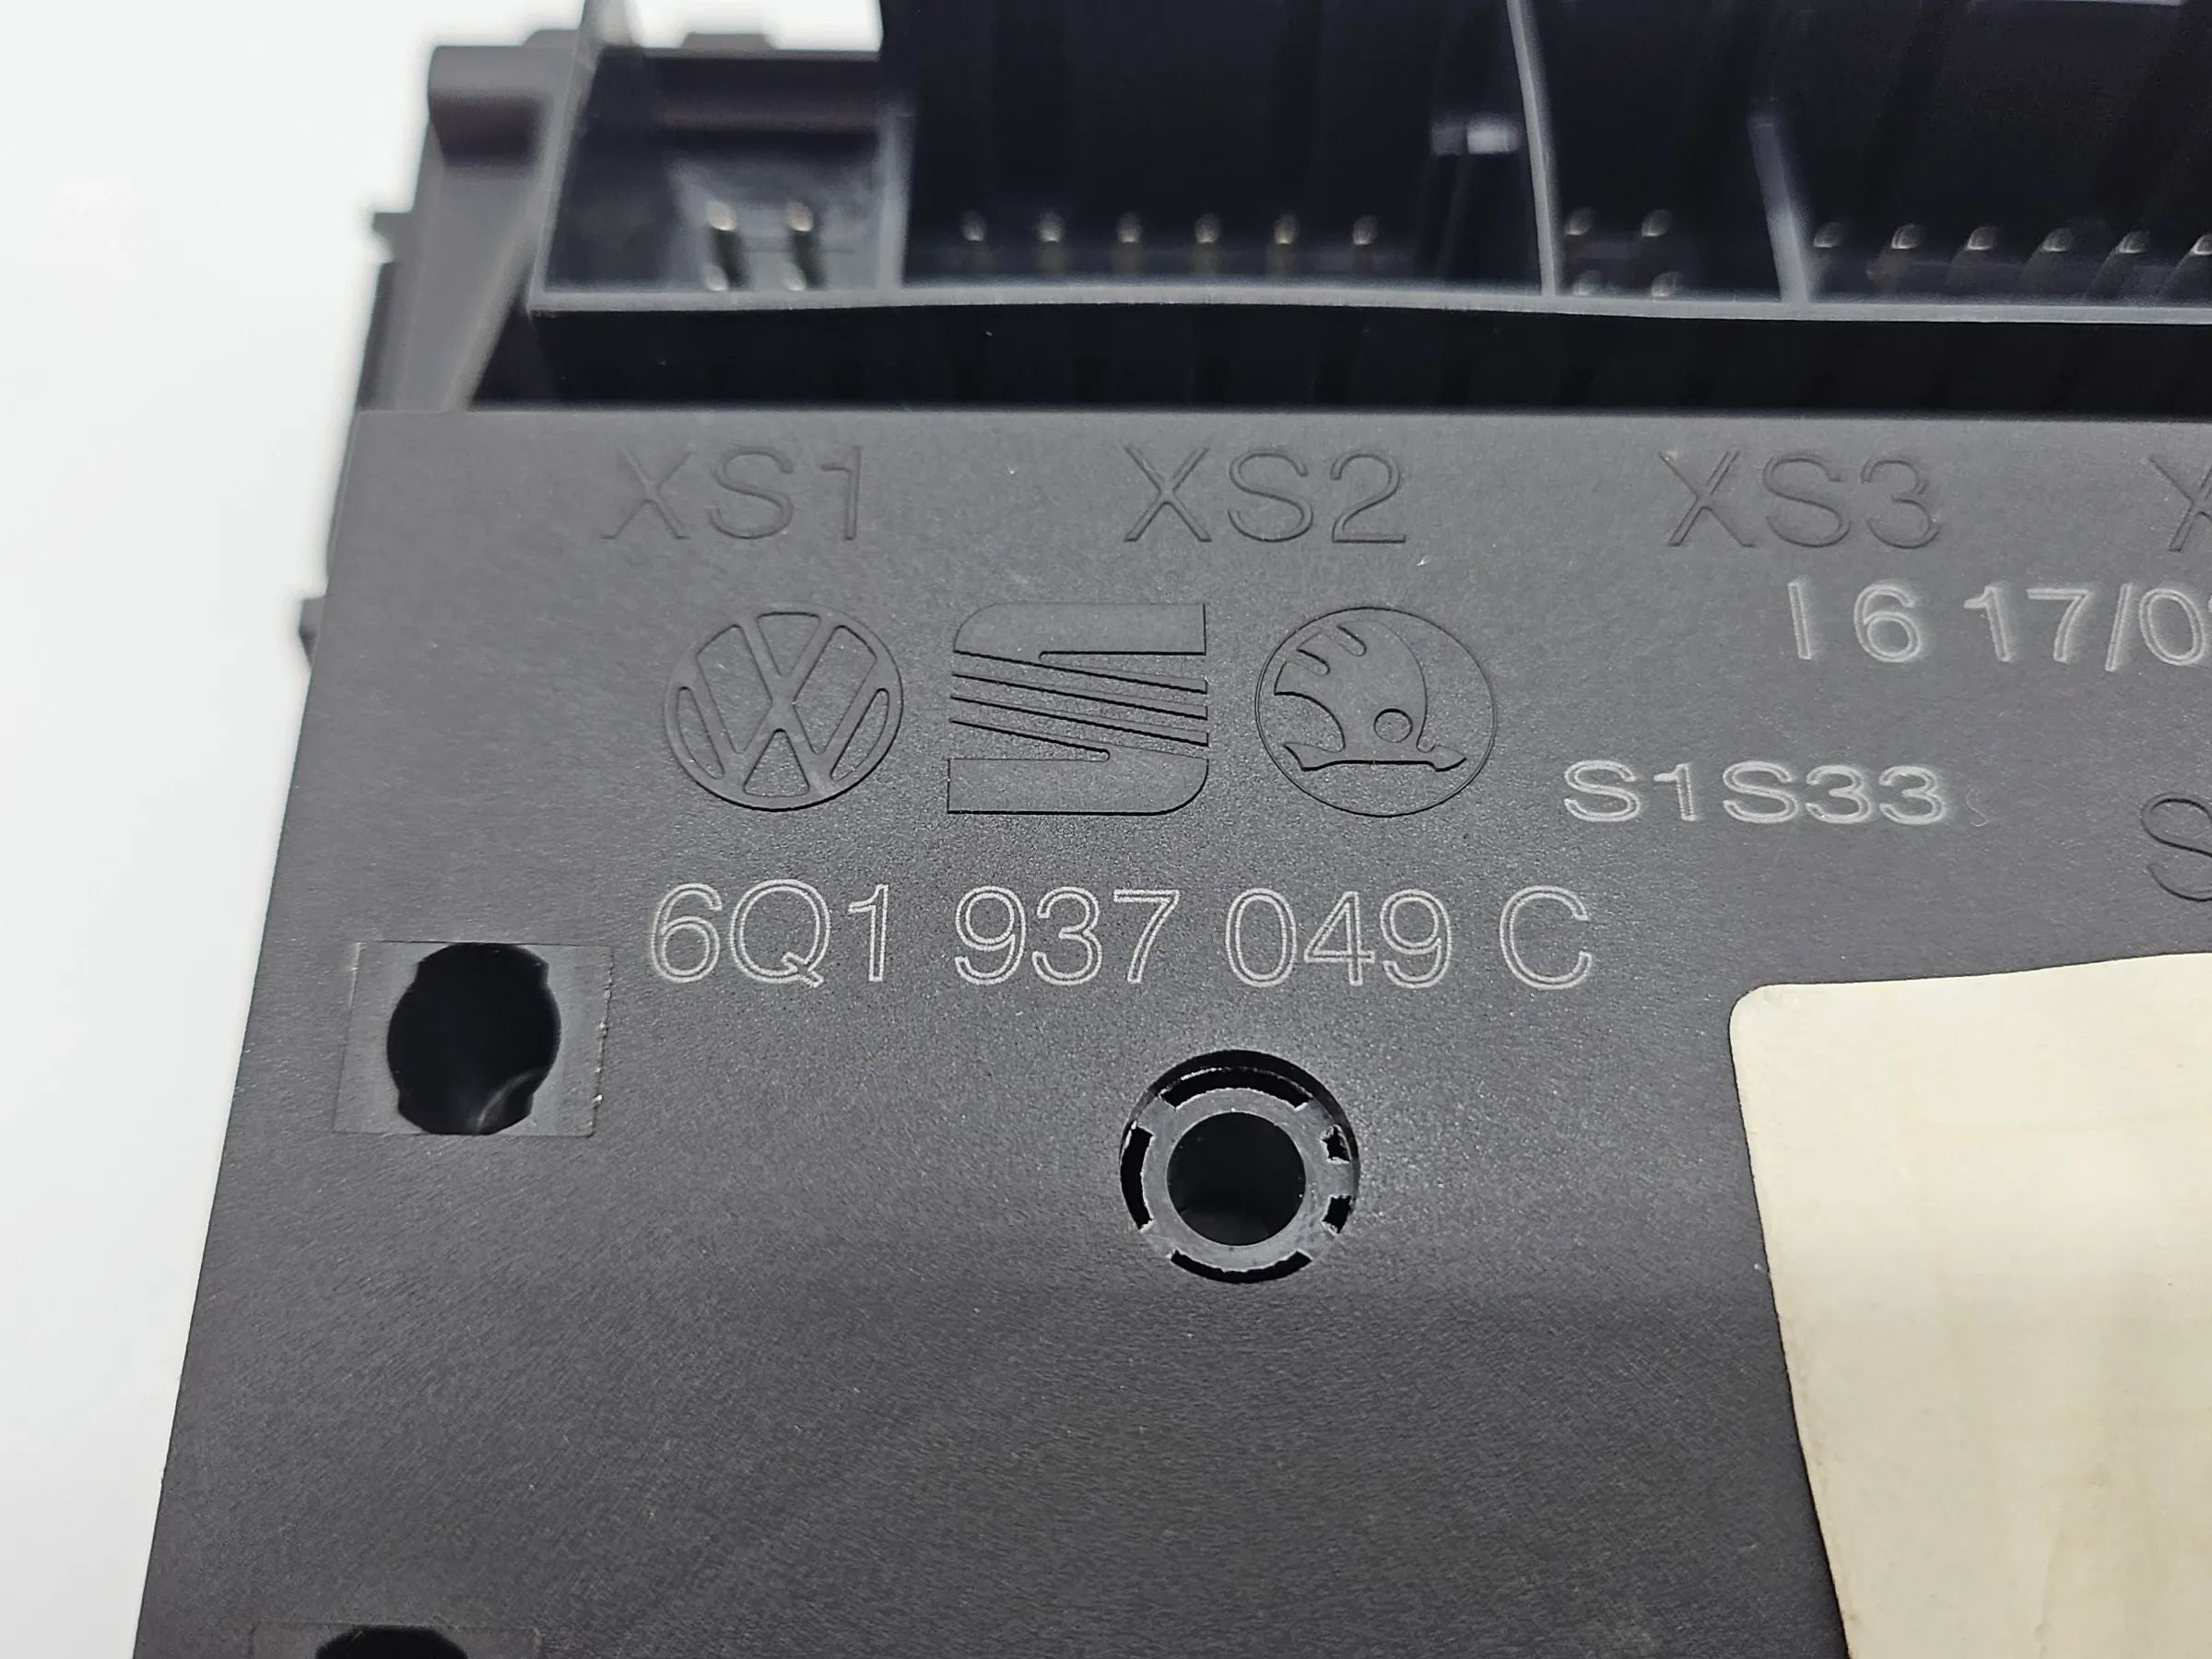 XS1 XS2 XS3 X
I 6 17/0
S1S33
6Q1 937 049 C